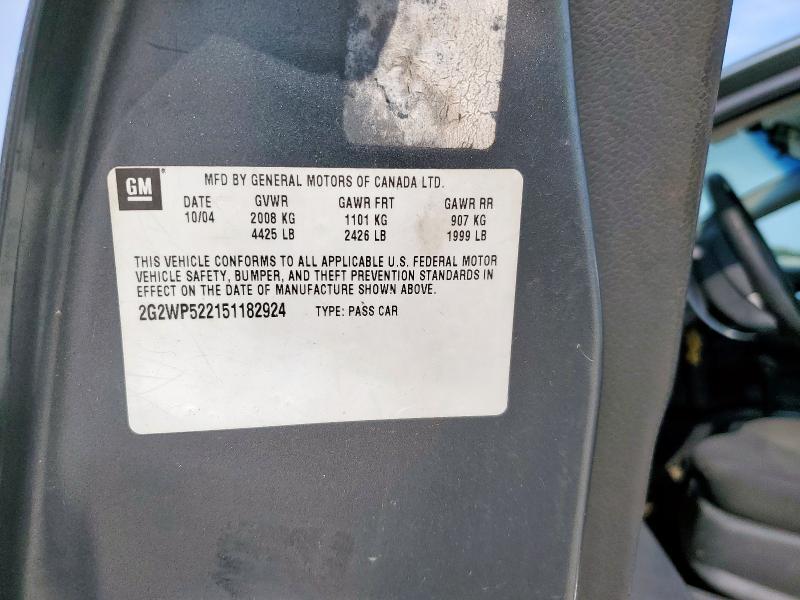 GM ®
MFD BY GENERAL MOTORS OF CANADA LTD.
DATE GVWR GAWR FRT GAWR RR
10/04 2008 KG 1101 KG 907 KG
4425 LB 2426 LB 1999 LB
THIS VEHICLE CONFORMS TO ALL APPLICABLE U.S. FEDERAL MOTOR
VEHICLE SAFETY, BUMPER, AND THEFT PREVENTION STANDARDS IN
EFFECT ON THE DATE OF MANUFACTURE SHOWN ABOVE.
2G2WP522151182924 TYPE: PASS CAR